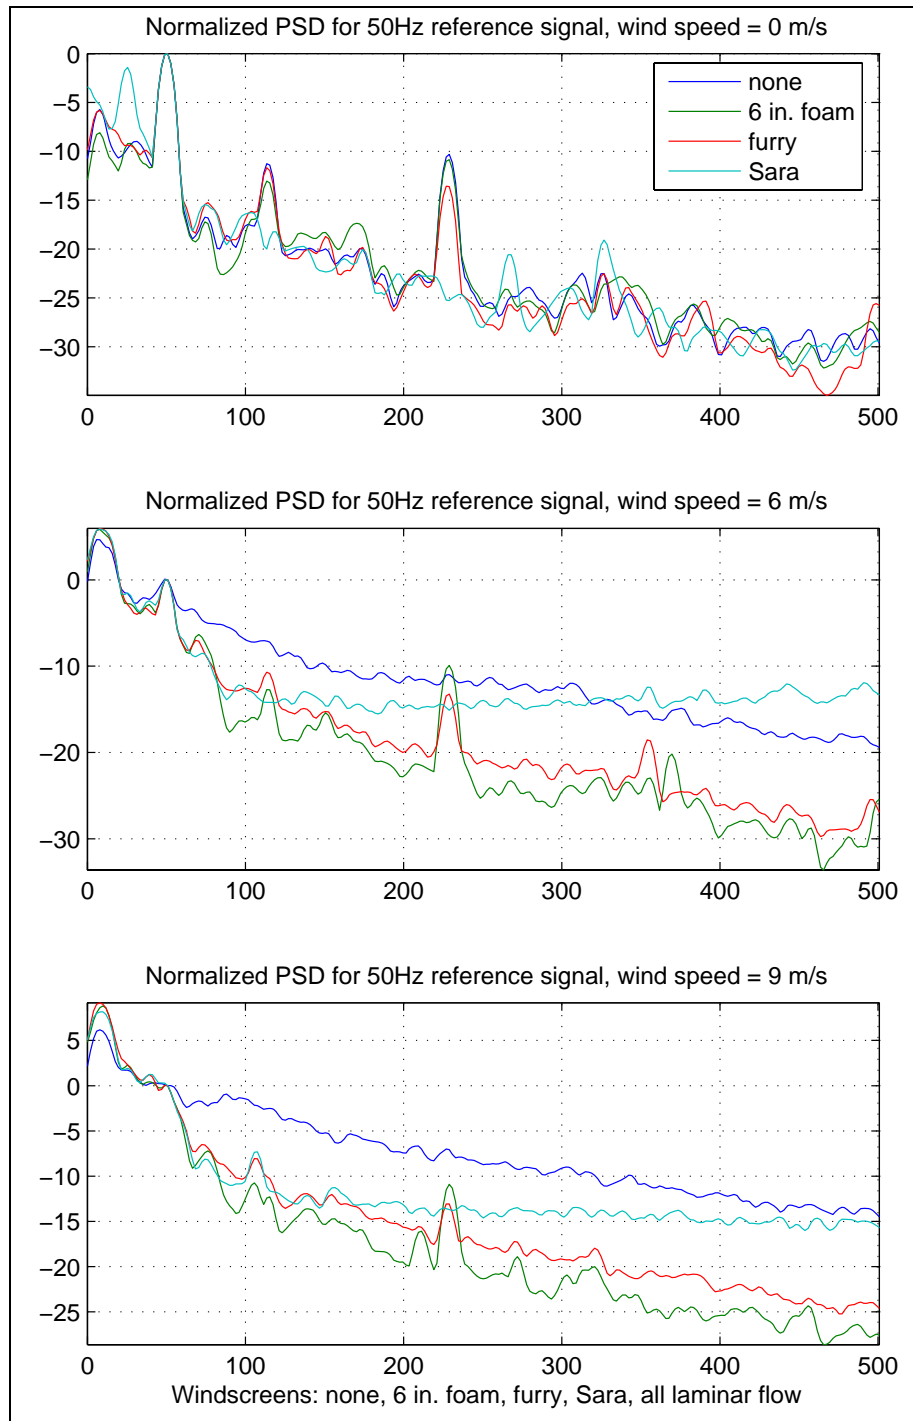 Normalized PSD for 50Hz reference signal, wind speed = 0 m/s
0
−5
−10
−15
−20
−25
−30
none
6 in. foam
furry
Sara
0 100 200 300 400 500
Normalized PSD for 50Hz reference signal, wind speed = 6 m/s
0
−10
−20
−30
0 100 200 300 400 500
Normalized PSD for 50Hz reference signal, wind speed = 9 m/s
5
0
−5
−10
−15
−20
−25
0 100 200 300 400 500
Windscreens: none, 6 in. foam, furry, Sara, all laminar flow